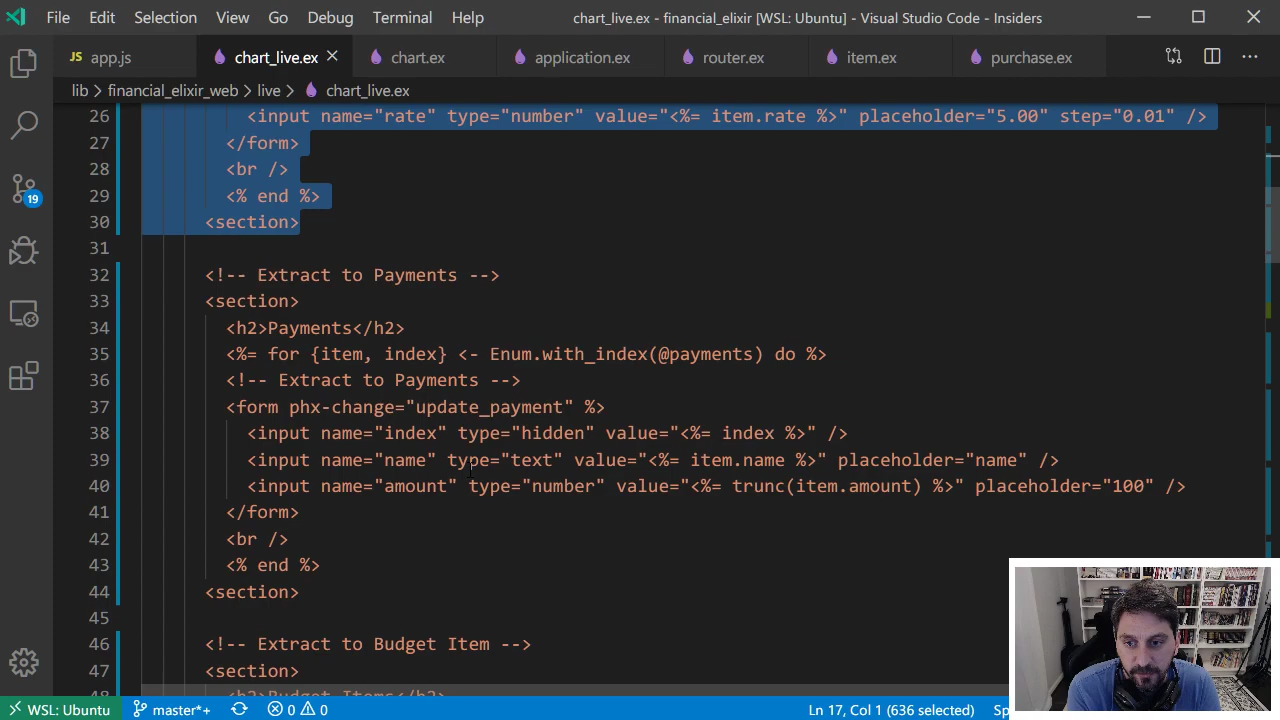 File Edit Selection View Go Debug Terminal Help
chart_live.ex - financial_elixir [WSL: Ubuntu] - Visual Studio Code - Insiders
JS app.js chart_live.ex chart.ex application.ex router.ex item.ex purchase.ex
lib > financial_elixir_web > live > chart_live.ex
26 <input name="rate" type="number" value="<%= item.rate %>" placeholder="5.00" step="0.01" />
27 </form>
28 <br />
29 <% end %>
30 <section>
31
32 <!-- Extract to Payments -->
33 <section>
34 <h2>Payments</h2>
35 <%= for {item, index} <- Enum.with_index(@payments) do %>
36 <!-- Extract to Payments -->
37 <form phx-change="update_payment" %>
38 <input name="index" type="hidden" value="<%= index %>" />
39 <input name="name" type="text" value="<%= item.name %>" placeholder="name" />
40 <input name="amount" type="number" value="<%= trunc(item.amount) %>" placeholder="100" />
41 </form>
42 <br />
43 <% end %>
44 <section>
45
46 <!-- Extract to Budget Item -->
47 <section>
48 <h2>Budget Items</h2>
19
WSL: Ubuntu master*+ 0 0 Ln 17, Col 1 (636 selected) Sp